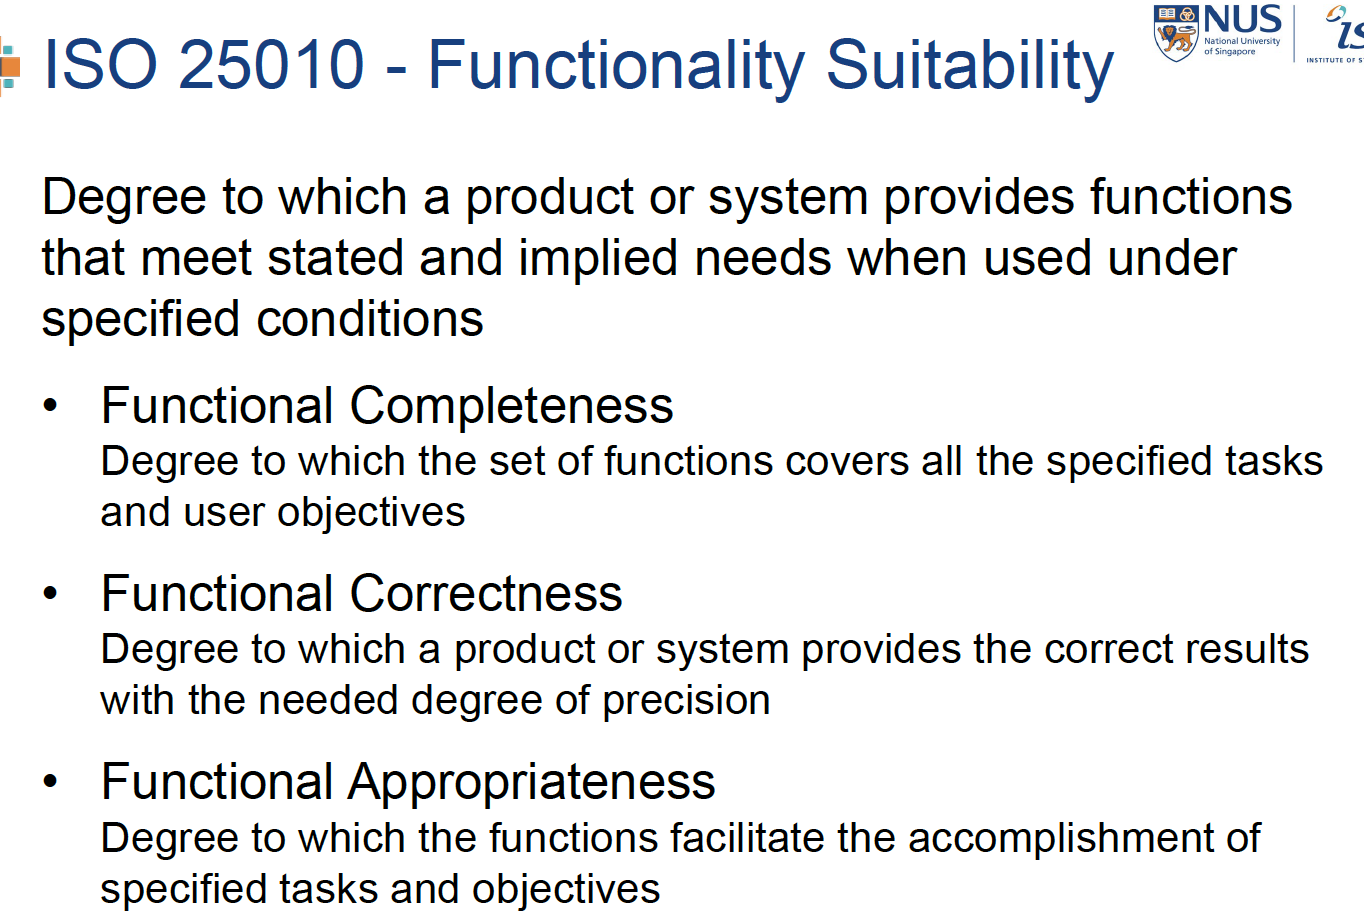 ISO 25010 - Functionality Suitability
NUS
National University
of Singapore
INSTITUTE OF
Degree to which a product or system provides functions
that meet stated and implied needs when used under
specified conditions
• Functional Completeness
Degree to which the set of functions covers all the specified tasks
and user objectives
• Functional Correctness
Degree to which a product or system provides the correct results
with the needed degree of precision
• Functional Appropriateness
Degree to which the functions facilitate the accomplishment of
specified tasks and objectives